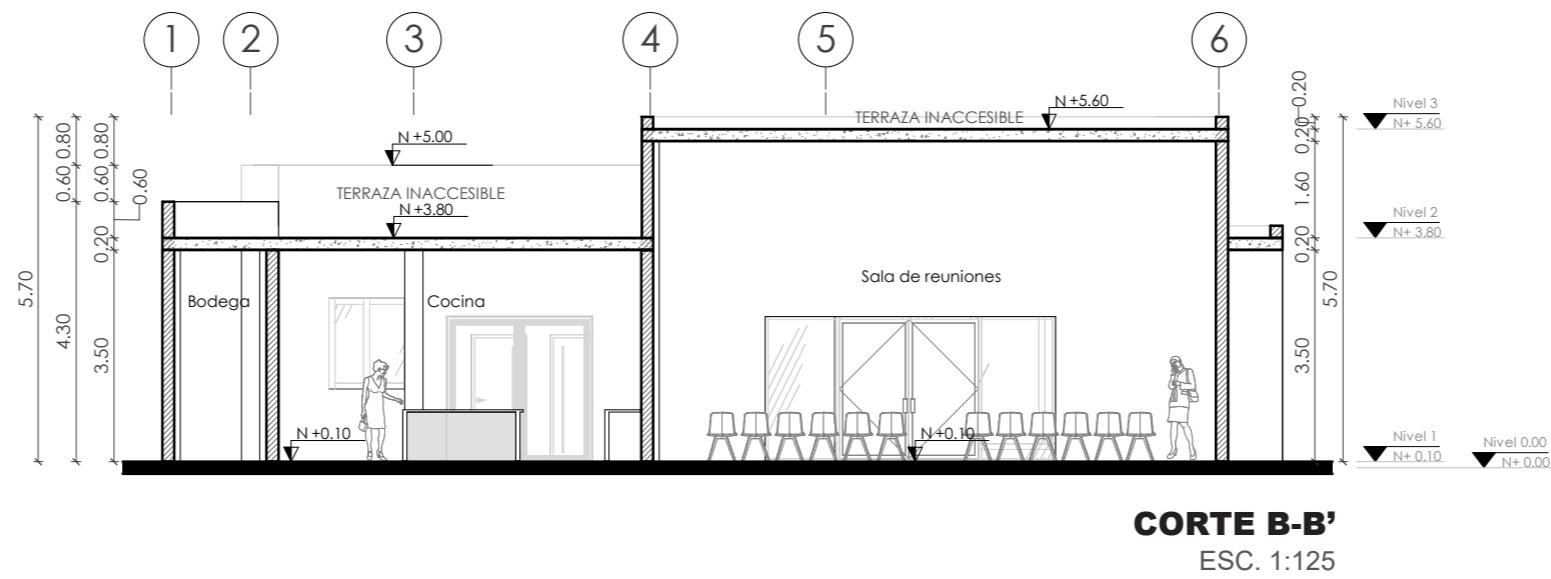 1 2 3 4 5 6
N +5.60
TERRAZA INACCESIBLE
N +5.00
TERRAZA INACCESIBLE
N +3.80
Bodega
Cocina
Sala de reuniones
N +0.10
N +0.10
5.70
4.30
0.60
0.80
3.50
0.20
0.60
0.80
0.60
3.50
0.20
1.60
0.20
0.20
5.70
Nivel 3
N+ 5.60
Nivel 2
N+ 3.80
Nivel 1
N+ 0.10
Nivel 0.00
N+ 0.00
CORTE B-B’
ESC. 1:125